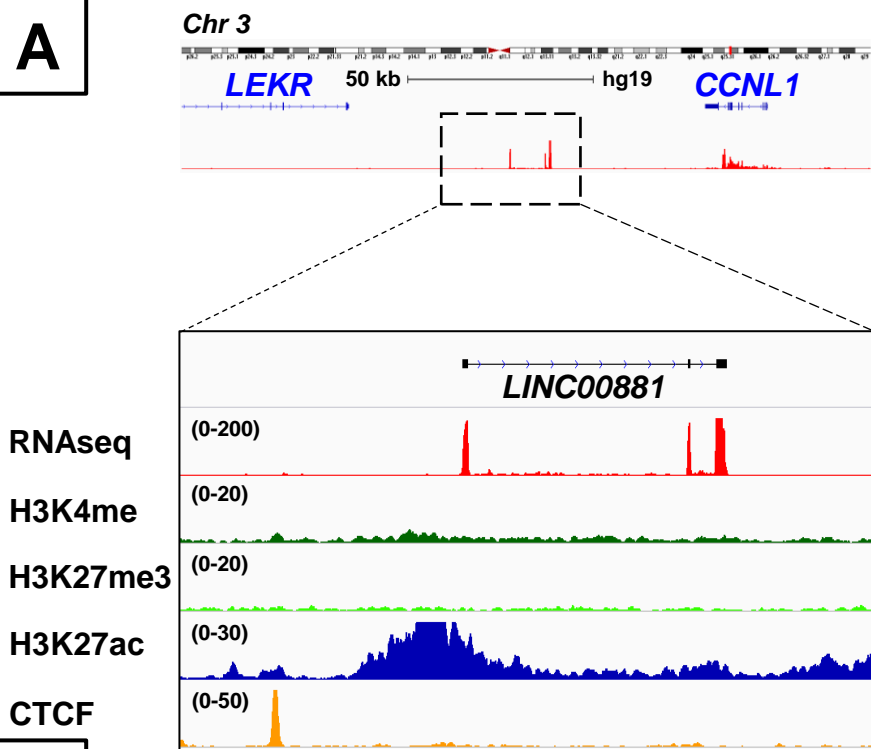 A
Chr 3
LEKR 50 kb hg19 CCNL1
LINC00881
RNAseq (0-200)
H3K4me (0-20)
H3K27me3 (0-20)
H3K27ac (0-30)
CTCF (0-50)